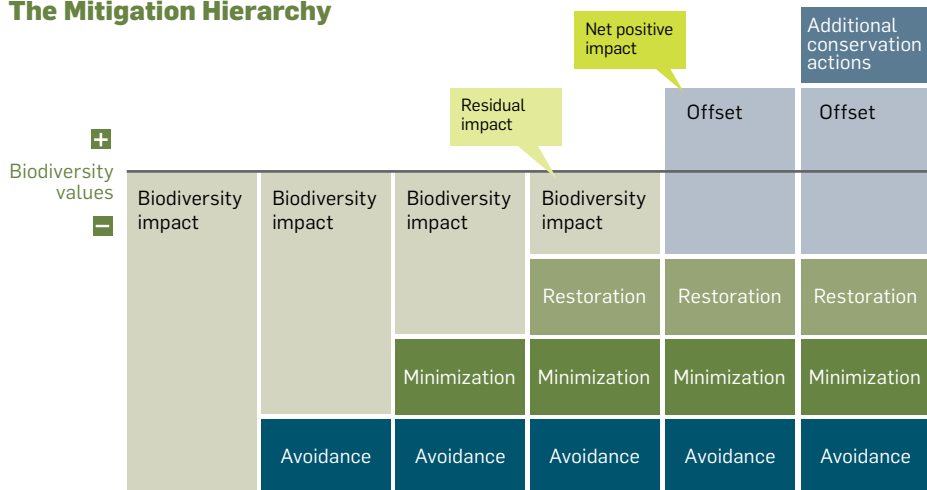 The Mitigation Hierarchy
Net positive
impact
Additional
conservation
actions
Residual
impact
Offset
Offset
+
Biodiversity
values
−
Biodiversity
impact
Biodiversity
impact
Biodiversity
impact
Biodiversity
impact
Restoration
Restoration
Restoration
Minimization
Minimization
Minimization
Minimization
Avoidance
Avoidance
Avoidance
Avoidance
Avoidance